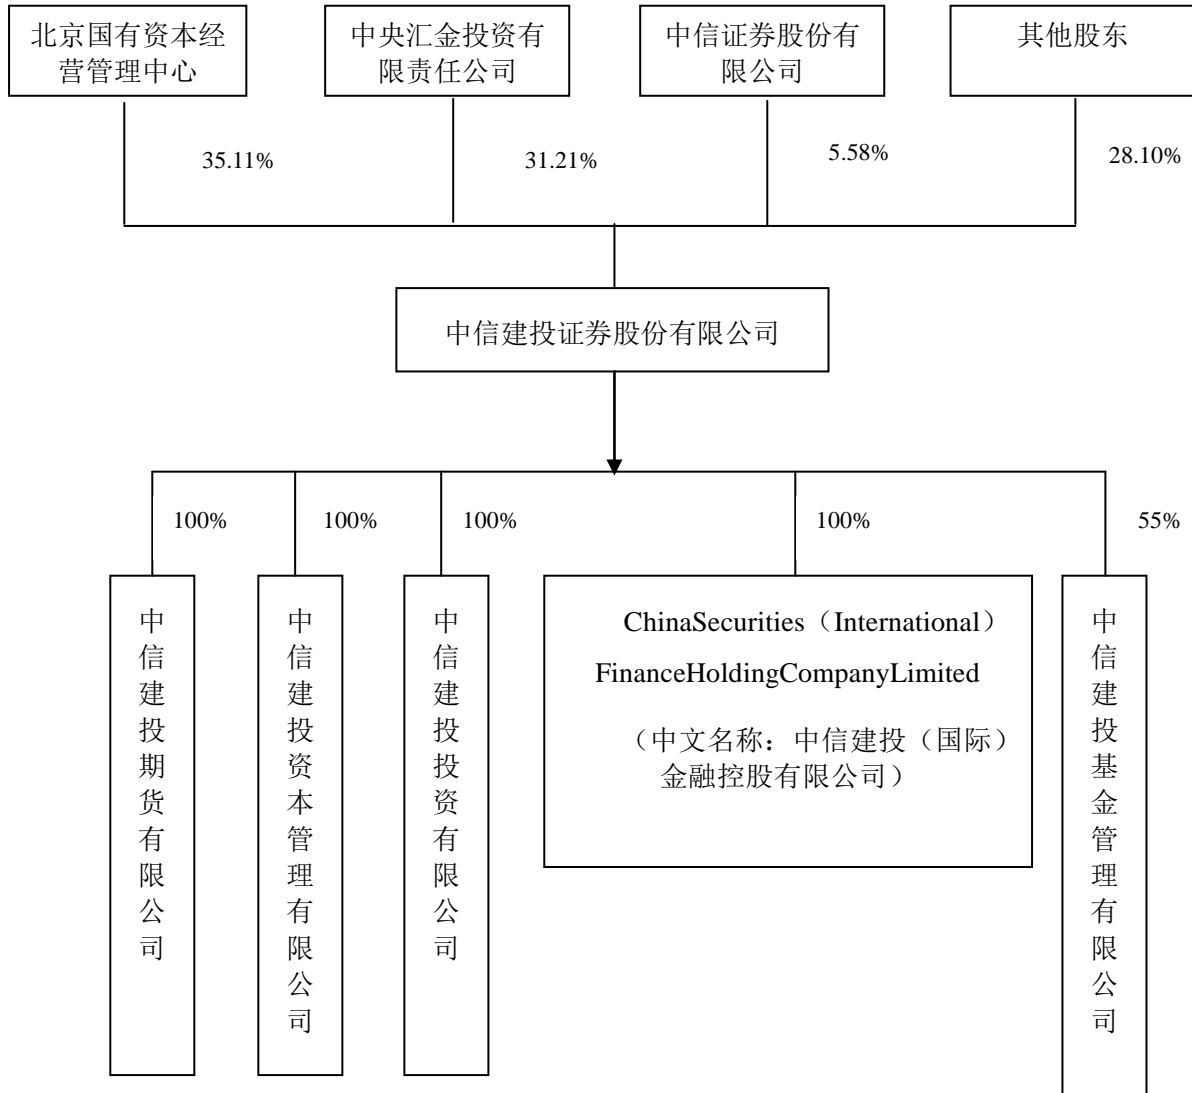 北京国有资本经
营管理中心
中央汇金投资有
限责任公司
中信证券股份有
限公司
其他股东
35.11%
31.21%
5.58%
28.10%
中信建投证券股份有限公司
100%
100%
100%
100%
55%
中信建投期货有限公司
中信建投资本管理有限公司
中信建投投资有限公司
ChinaSecurities（International）
FinanceHoldingCompanyLimited
（中文名称：中信建投（国际）
金融控股有限公司）
中信建投基金管理有限公司